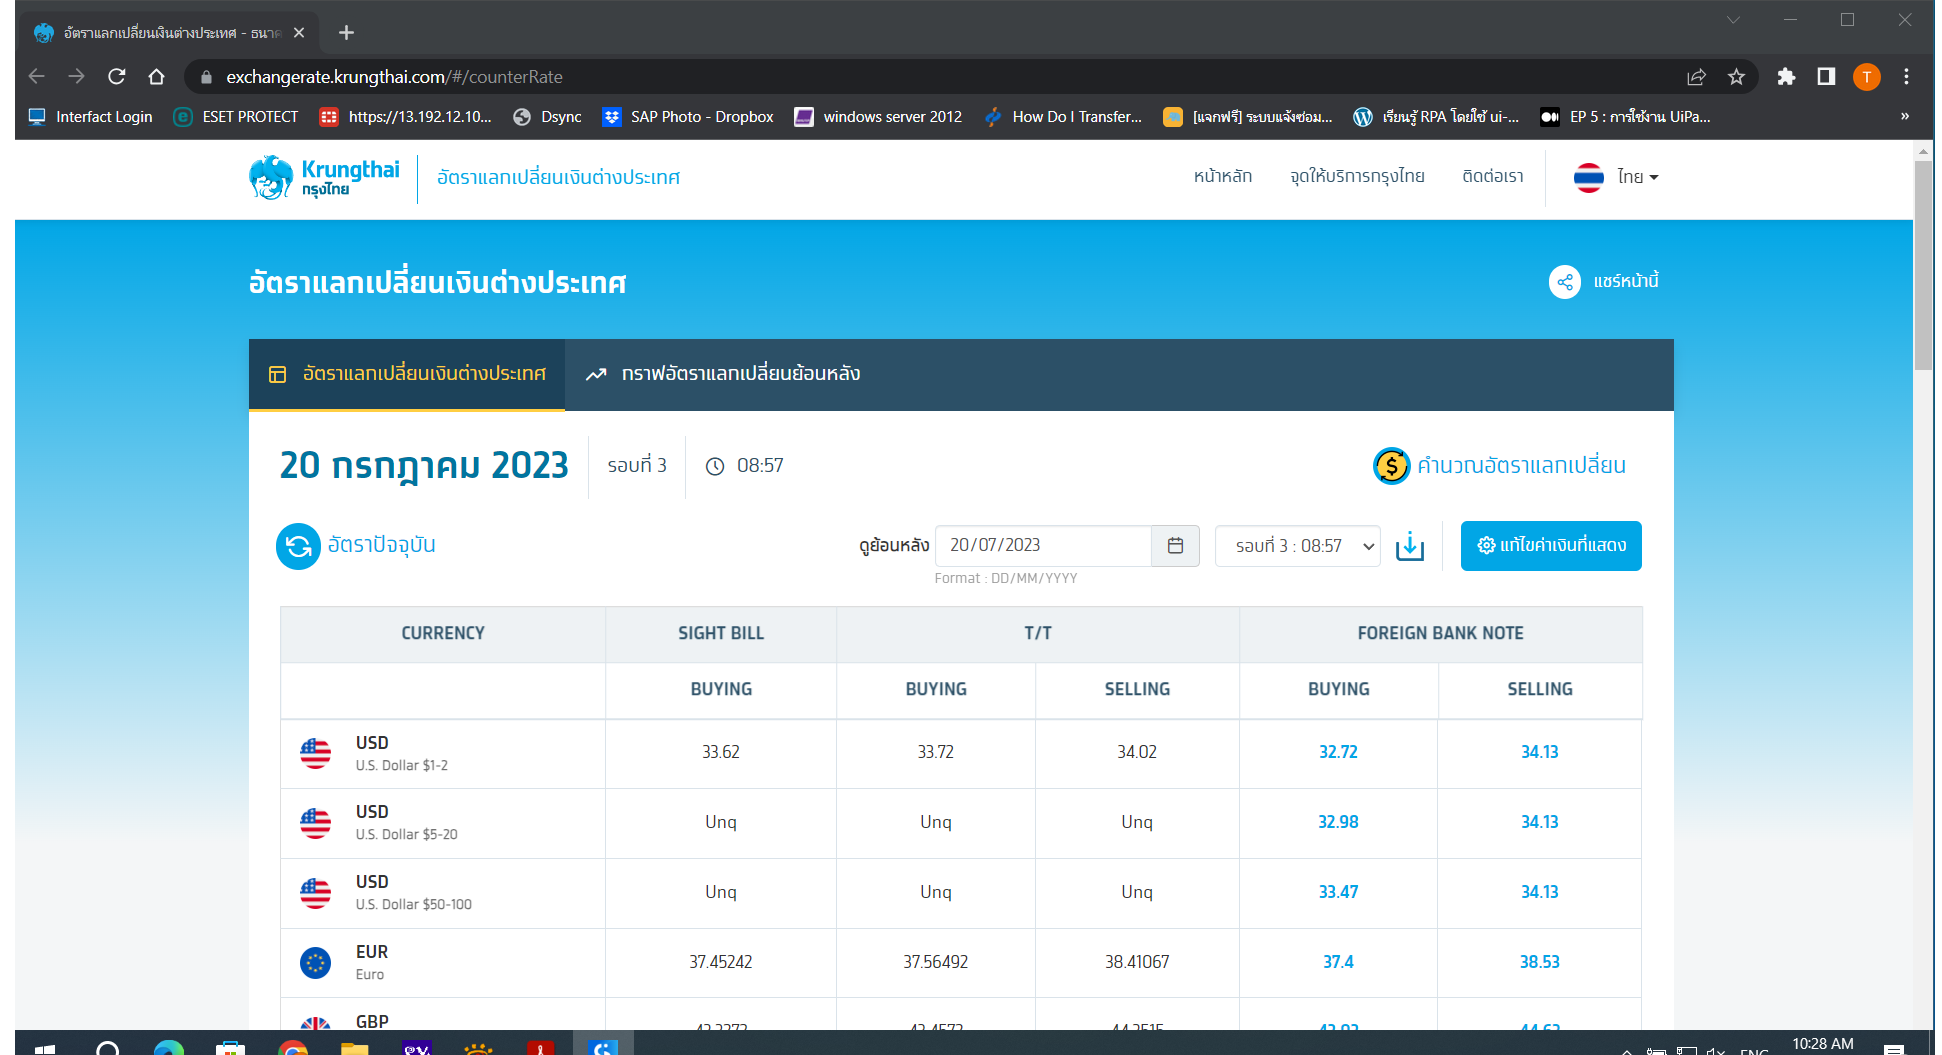 อัตราแลกเปลี่ยนเงินต่างประเทศ - ธนาค
exchangerate.krungthai.com/#/counterRate
T
Interfact Login ESET PROTECT https://13.192.12.10... Dsync SAP Photo - Dropbox windows server 2012 How Do I Transfer... [แจกฟรี] ระบบแจ้งซ่อม... เรียนรู้ RPA โดยใช้ ui-... EP 5 : การใช้งาน UiPa... »
Krungthai
กรุงไทย
อัตราแลกเปลี่ยนเงินต่างประเทศ
หน้าหลัก จุดให้บริการกรุงไทย ติดต่อเรา ไทย
อัตราแลกเปลี่ยนเงินต่างประเทศ
แชร์หน้านี้
อัตราแลกเปลี่ยนเงินต่างประเทศ กราฟอัตราแลกเปลี่ยนย้อนหลัง
20 กรกฎาคม 2023 รอบที่ 3 08:57
คำนวณอัตราแลกเปลี่ยน
อัตราปัจจุบัน
ดูย้อนหลัง 20/07/2023 รอบที่ 3 : 08:57 แก้ไขค่าเงินที่แสดง
Format : DD/MM/YYYY
CURRENCY SIGHT BILL T/T FOREIGN BANK NOTE
BUYING BUYING SELLING BUYING SELLING
USD
U.S. Dollar $1-2
33.62 33.72 34.02 32.72 34.13
USD
U.S. Dollar $5-20
Unq Unq Unq 32.98 34.13
USD
U.S. Dollar $50-100
Unq Unq Unq 33.47 34.13
EUR
Euro
37.45242 37.56492 38.41067 37.4 38.53
GBP
10:28 AM
ENG